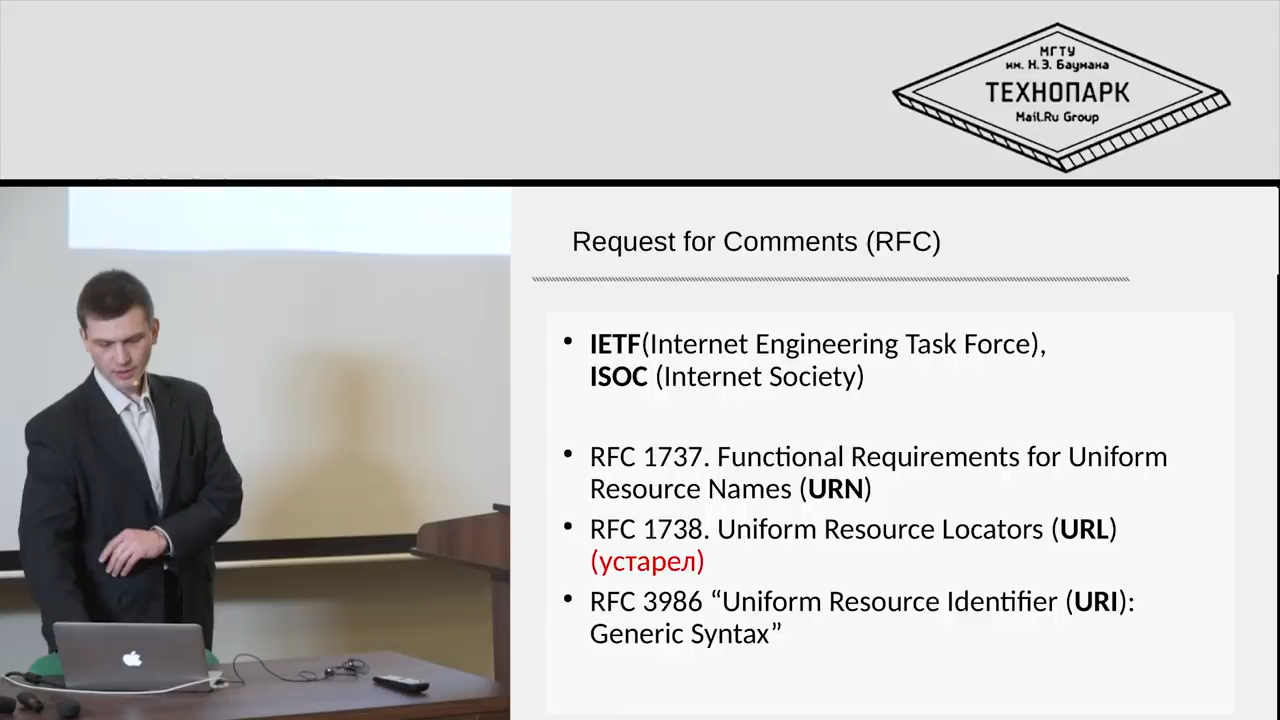 МГТУ
им. Н.Э. Баумана
ТЕХНОПАРК
Mail.Ru Group
Request for Comments (RFC)
• IETF(Internet Engineering Task Force),
ISOC (Internet Society)
• RFC 1737. Functional Requirements for Uniform
Resource Names (URN)
• RFC 1738. Uniform Resource Locators (URL)
(устарел)
• RFC 3986 “Uniform Resource Identifier (URI):
Generic Syntax”